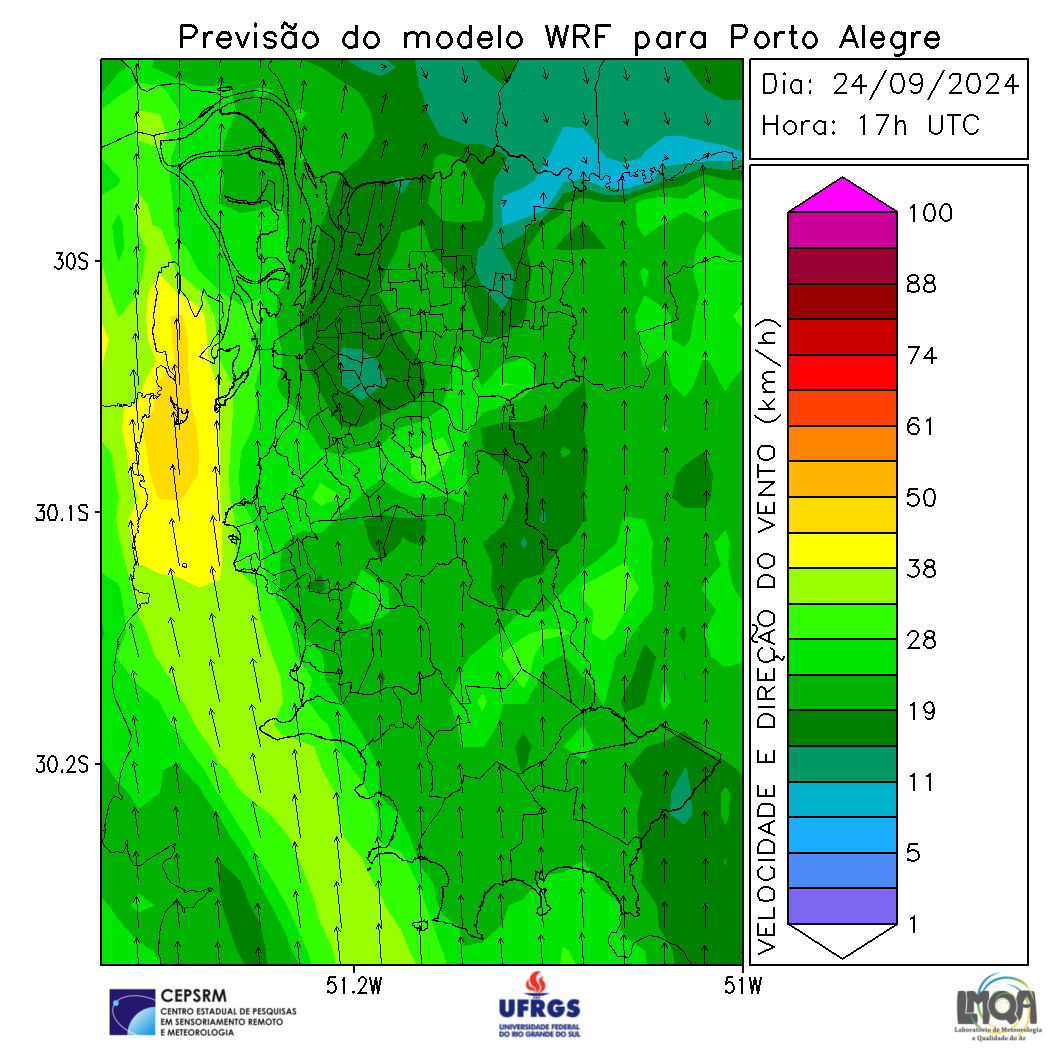 Previsão do modelo WRF para Porto Alegre
Dia: 24/09/2024
Hora: 17h UTC
30S
30.1S
30.2S
51.2W
51W
VELOCIDADE E DIREÇÃO DO VENTO (km/h)
100
88
74
61
50
38
28
19
11
5
1
CEPSRM
CENTRO ESTADUAL DE PESQUISAS
EM SENSORIAMENTO REMOTO
E METEOROLOGIA
UFRGS
UNIVERSIDADE FEDERAL
DO RIO GRANDE DO SUL
LMQA
Laboratório de Meteorologia
e Qualidade do Ar